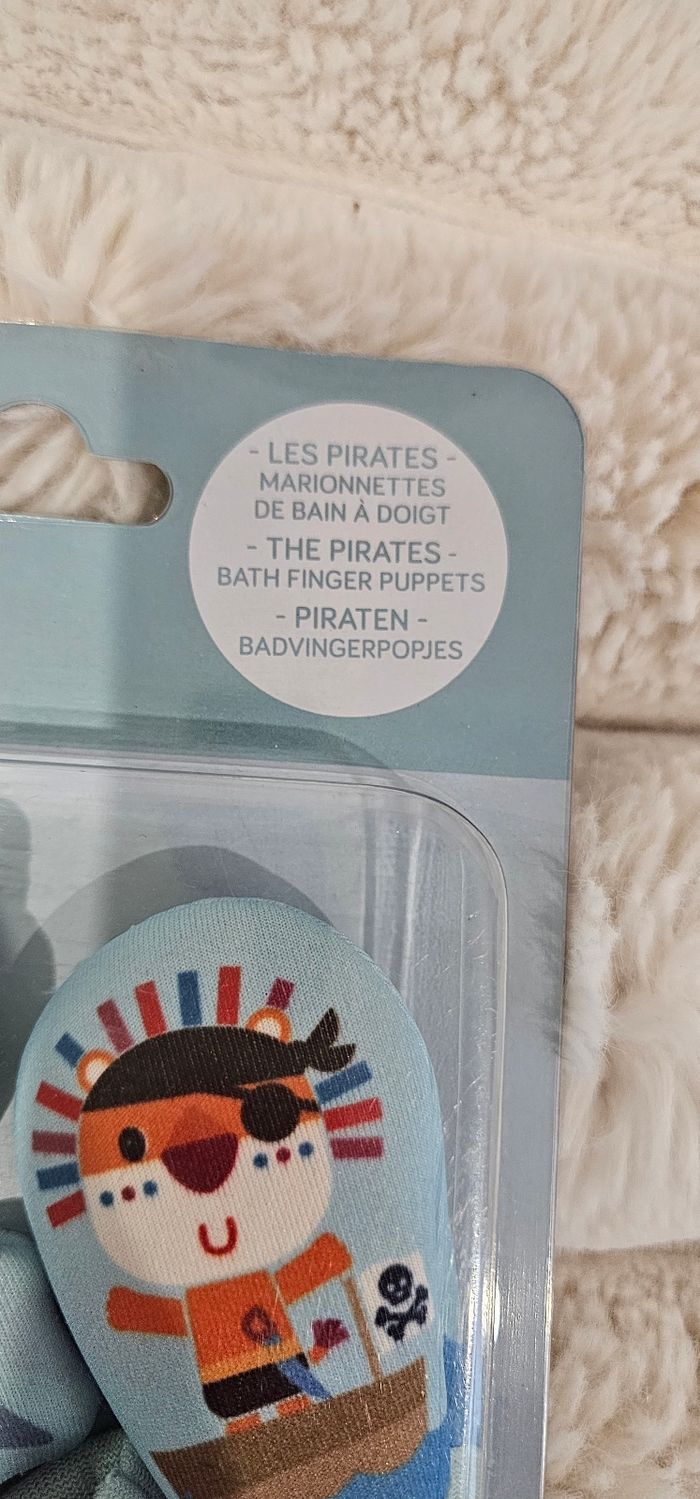 - LES PIRATES -
MARIONNETTES
DE BAIN À DOIGT
- THE PIRATES -
BATH FINGER PUPPETS
- PIRATEN -
BADVINGERPOPJES